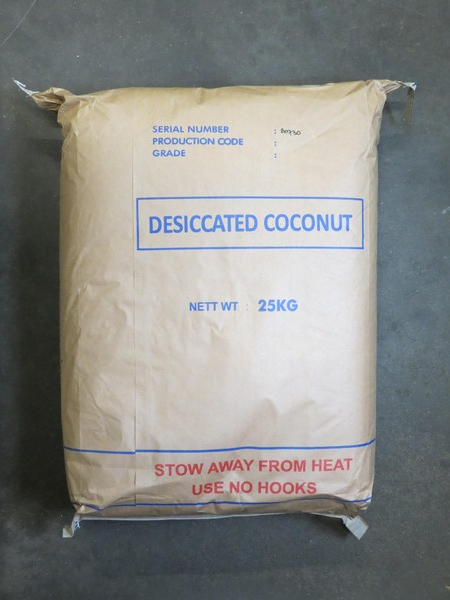 SERIAL NUMBER :
PRODUCTION CODE :
GRADE :
DESICCATED COCONUT
NETT WT : 25KG
STOW AWAY FROM HEAT
USE NO HOOKS